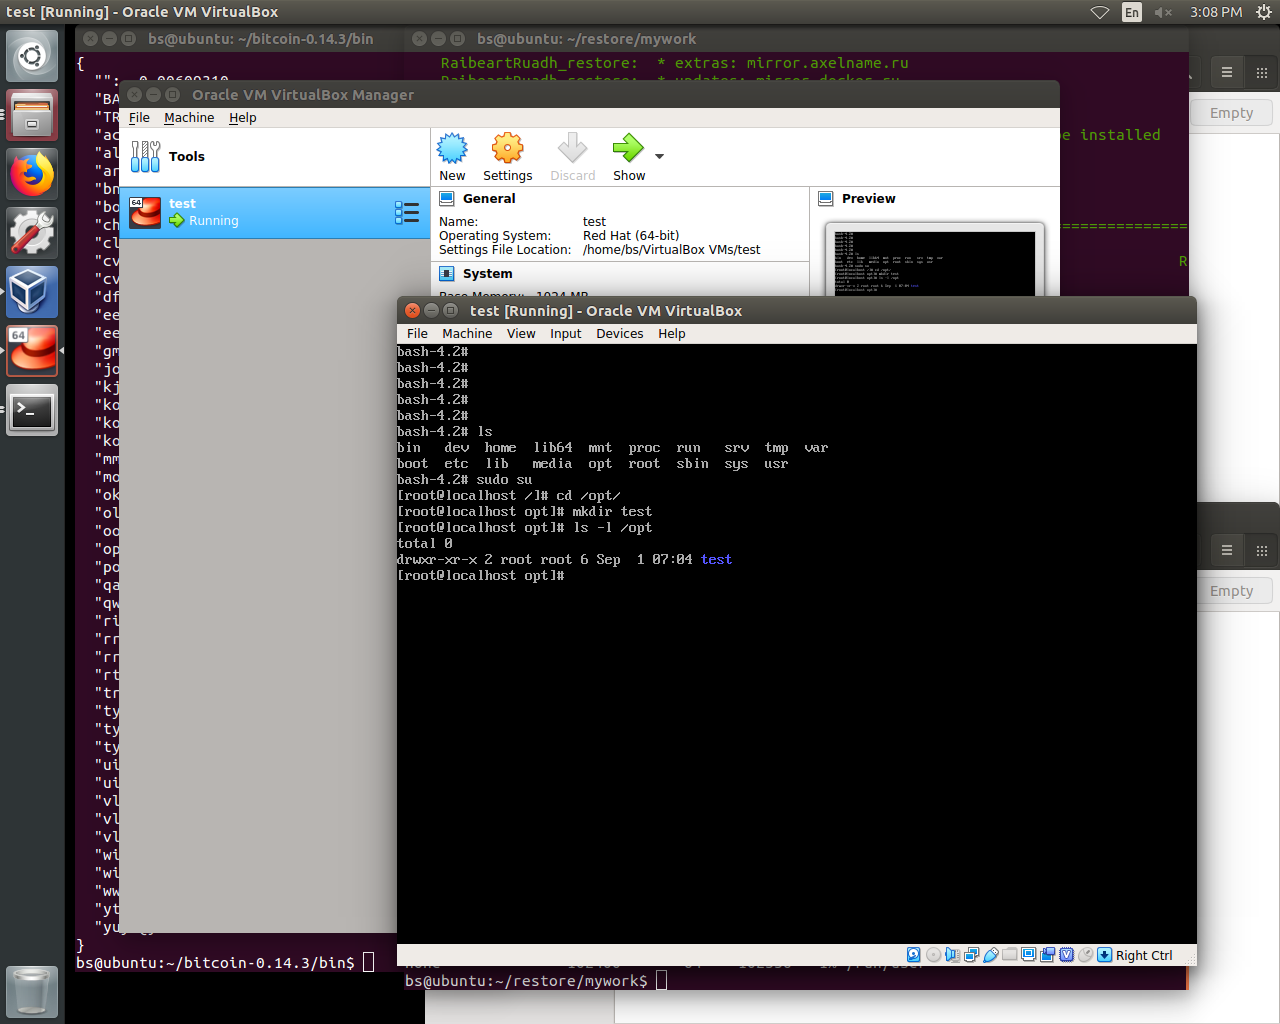 test [Running] - Oracle VM VirtualBox
En
3:08 PM
bs@ubuntu: ~/bitcoin-0.14.3/bin
bs@ubuntu: ~/restore/mywork
{
RaibeartRuadh_restore:  * extras: mirror.axelname.ru
Oracle VM VirtualBox Manager
File Machine Help
Tools
New Settings Discard Show
Empty
e installed
test
Running
General
Name: test
Operating System: Red Hat (64-bit)
Settings File Location: /home/bs/VirtualBox VMs/test
System
Preview
R
"BA
"TR
"ac
"al
"ar
"bn
"bo
"ch
"cl
"cv
"cv
"df
"ee
"ee
"gm
"jo
"kj
"ko
"ko
"ko
"mm
"mo
"ok
"ol
"oo
"op
"po
"qa
"qw
"ri
"rr
"rr
"rt
"tr
"ty
"ty
"ty
"ui
"ui
"vl
"vl
"vl
"wi
"wi
"ww
"yt
}
bs@ubuntu:~/bitcoin-0.14.3/bin$
test [Running] - Oracle VM VirtualBox
File Machine View Input Devices Help
bash-4.2#
bash-4.2#
bash-4.2#
bash-4.2#
bash-4.2#
bash-4.2# ls
bin   dev  home  lib64  mnt  proc  run   srv  tmp  var
boot  etc  lib   media  opt  root  sbin  sys  usr
bash-4.2# sudo su
[root@localhost /]# cd /opt/
[root@localhost opt]# mkdir test
[root@localhost opt]# ls -l /opt
total 0
drwxr-xr-x 2 root root 6 Sep  1 07:04 test
[root@localhost opt]#
Right Ctrl
bs@ubuntu:~/restore/mywork$
Empty
64
64